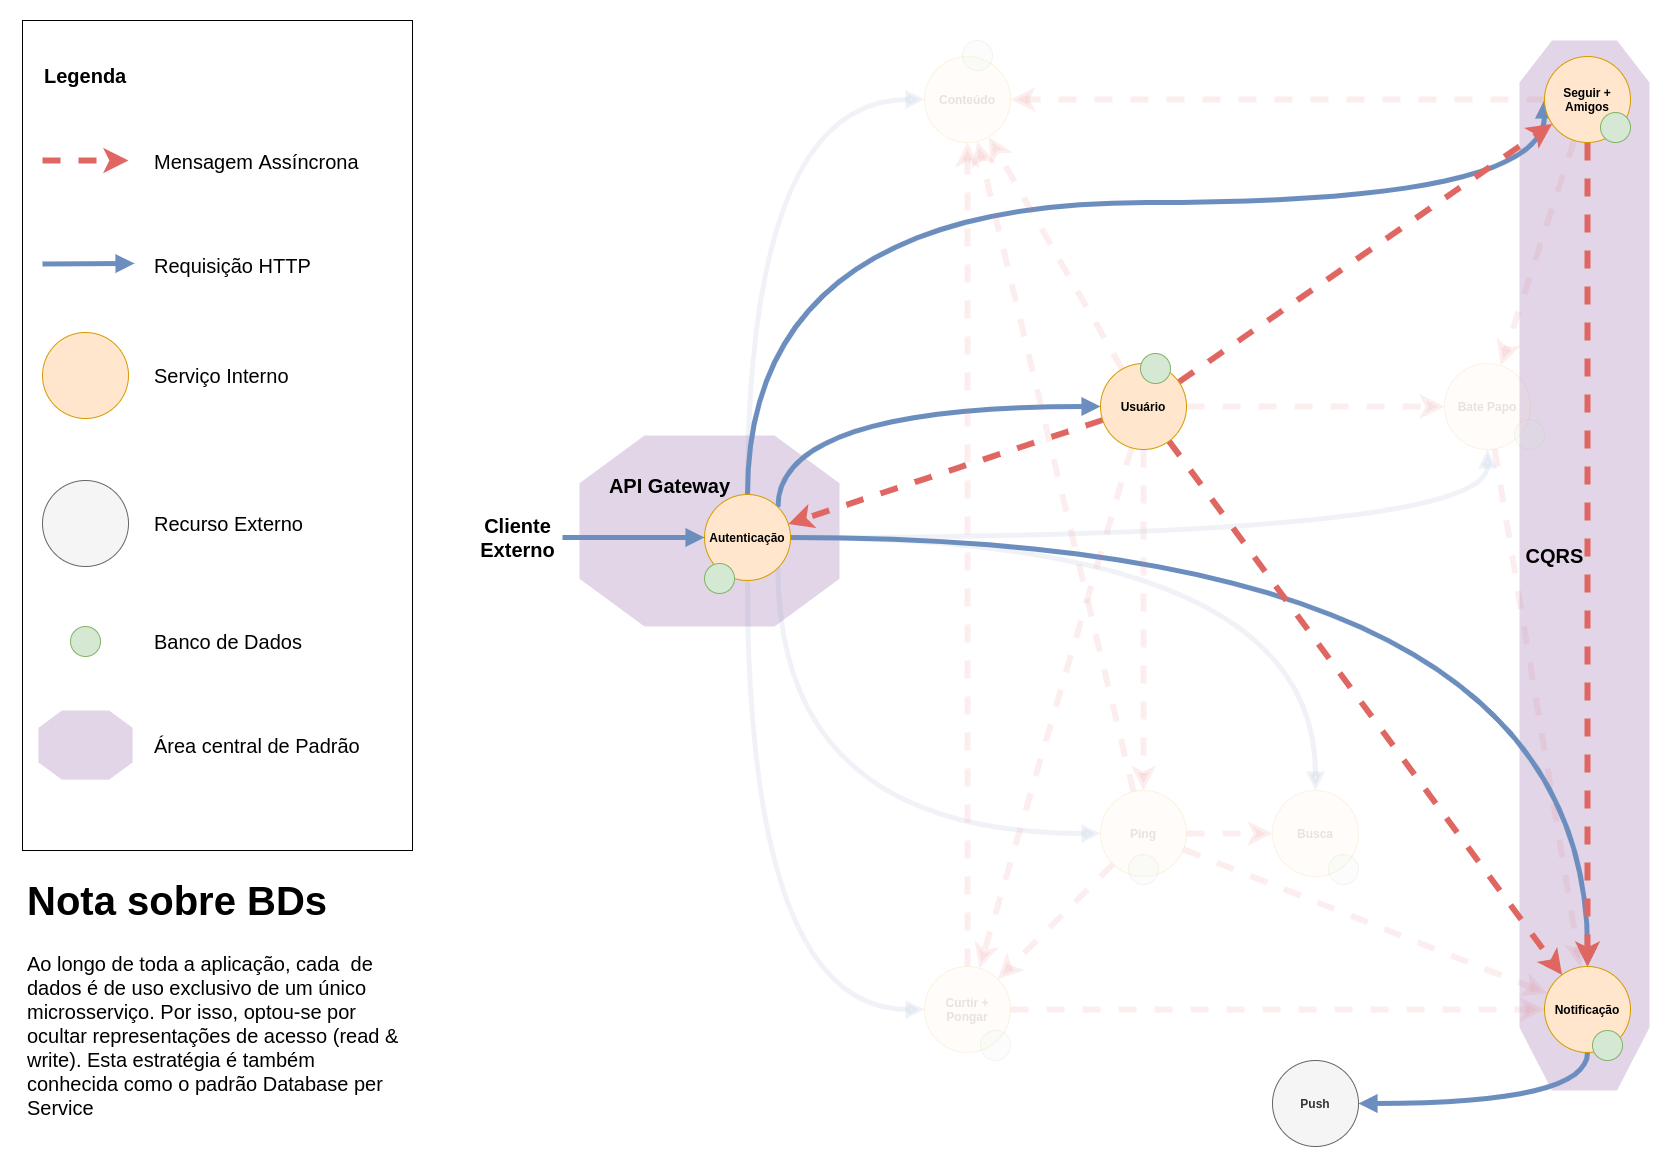 Legenda
Mensagem Assíncrona
Requisição HTTP
Serviço Interno
Recurso Externo
Banco de Dados
Área central de Padrão
Nota sobre BDs
Ao longo de toda a aplicação, cada  de
dados é de uso exclusivo de um único
microsserviço. Por isso, optou-se por
ocultar representações de acesso (read &
write). Esta estratégia é também
conhecida como o padrão Database per
Service
Cliente
Externo
API Gateway
Autenticação
Conteúdo
Seguir +
Amigos
Usuário
Bate Papo
CQRS
Ping
Busca
Curtir +
Pongar
Notificação
Push